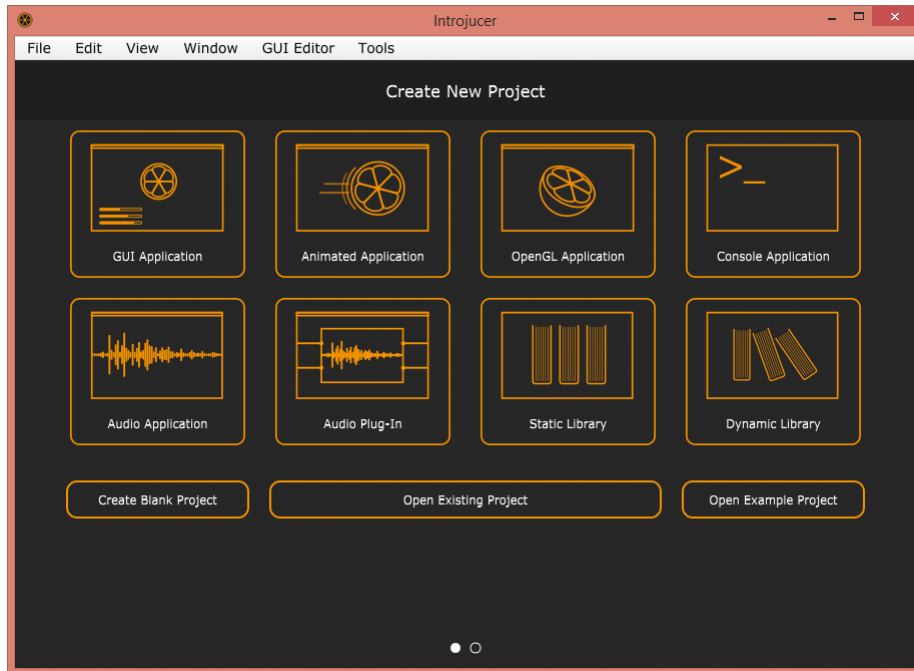 Introjucer
File Edit View Window GUI Editor Tools
Create New Project
GUI Application Animated Application OpenGL Application Console Application
Audio Application Audio Plug-In Static Library Dynamic Library
Create Blank Project Open Existing Project Open Example Project